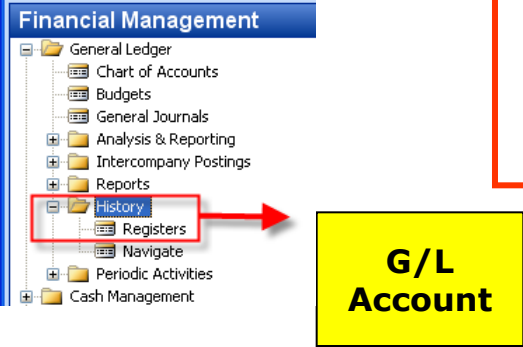 Financial Management
General Ledger
Chart of Accounts
Budgets
General Journals
Analysis & Reporting
Intercompany Postings
Reports
History
Registers
Navigate
Periodic Activities
Cash Management
G/L
Account